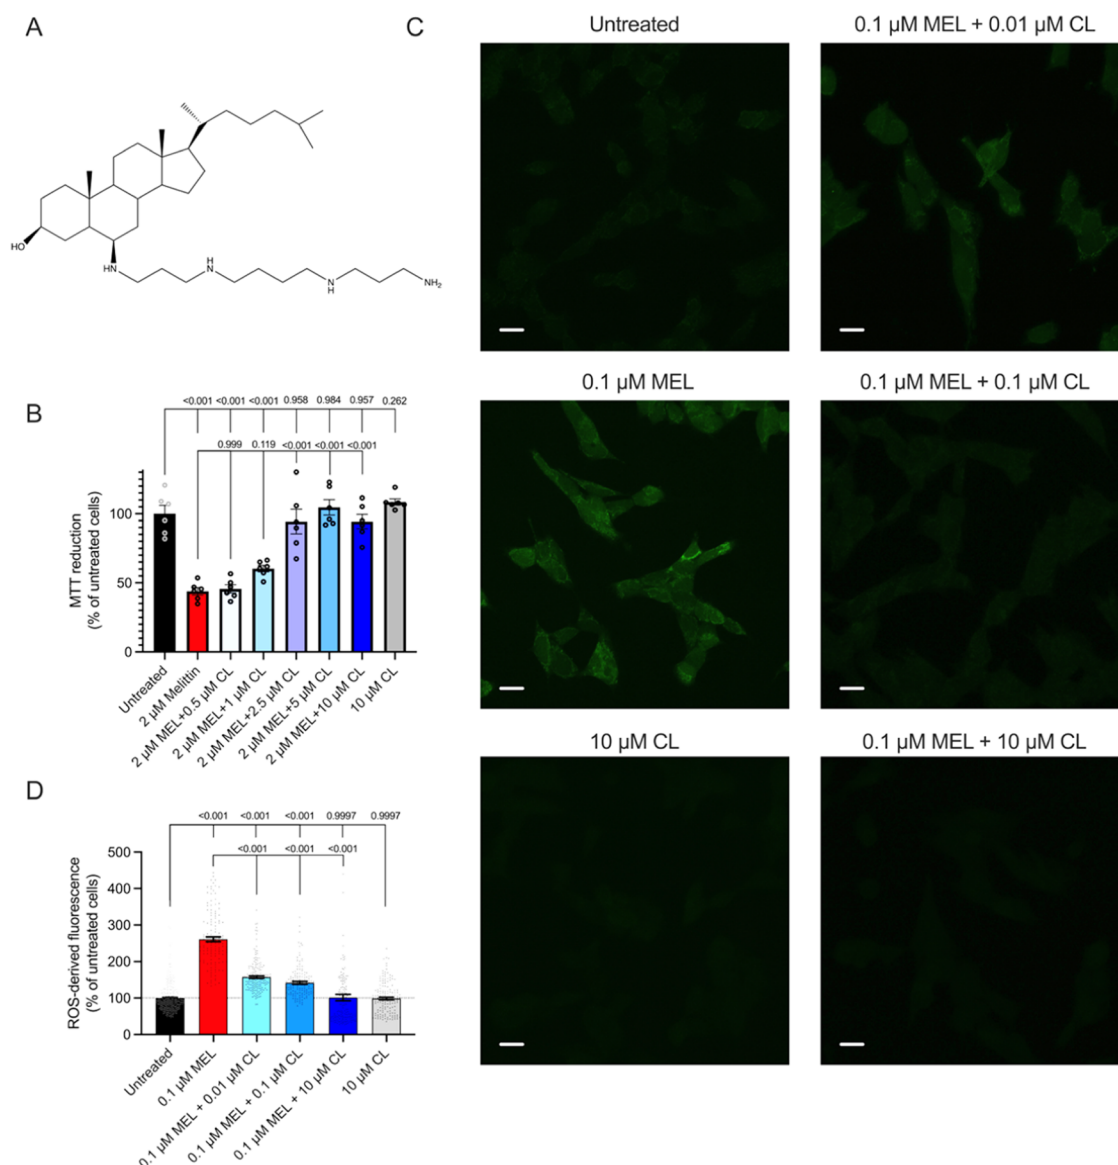 A
HO
HN
H
N
N
H
NH₂
B
<0.001 <0.001 <0.001 0.958 0.984 0.957 0.262
0.999 0.119 <0.001 <0.001 <0.001
MTT reduction
(% of untreated cells)
100
50
0
Untreated
2 µM Melittin
2 µM MEL+0.5 µM CL
2 µM MEL+1 µM CL
2 µM MEL+2.5 µM CL
2 µM MEL+5 µM CL
2 µM MEL+10 µM CL
10 µM CL
C
Untreated
0.1 µM MEL + 0.01 µM CL
0.1 µM MEL
0.1 µM MEL + 0.1 µM CL
10 µM CL
0.1 µM MEL + 10 µM CL
D
<0.001 <0.001 <0.001 0.9997 0.9997
<0.001 <0.001 <0.001
ROS-derived fluorescence
(% of untreated cells)
500
400
300
200
100
0
Untreated
0.1 µM MEL
0.1 µM MEL + 0.01 µM CL
0.1 µM MEL + 0.1 µM CL
0.1 µM MEL + 10 µM CL
10 µM CL